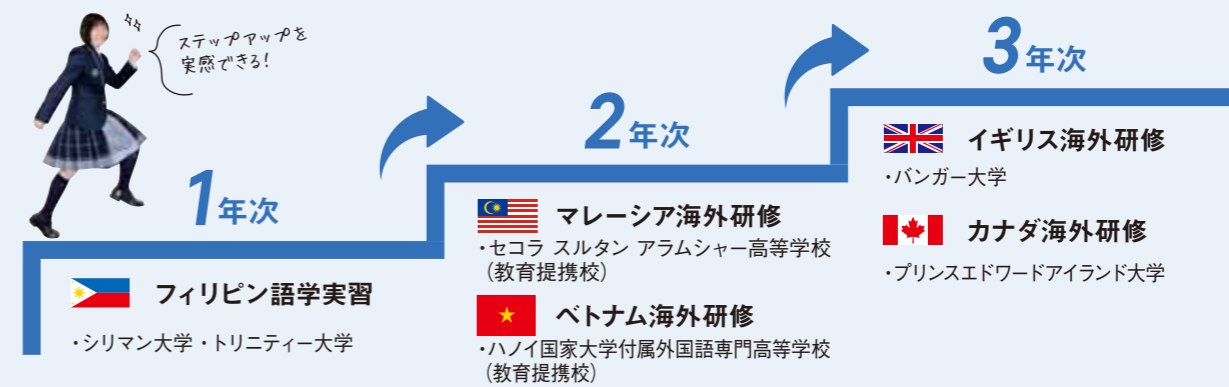 ステップアップを
実感できる!
1年次
フィリピン語学実習
・シリマン大学 ・トリニティー大学
2年次
マレーシア海外研修
・セコラ スルタン アラムシャー高等学校
(教育提携校)
ベトナム海外研修
・ハノイ国家大学付属外国語専門高等学校
(教育提携校)
3年次
イギリス海外研修
・バンガー大学
カナダ海外研修
・プリンスエドワードアイランド大学